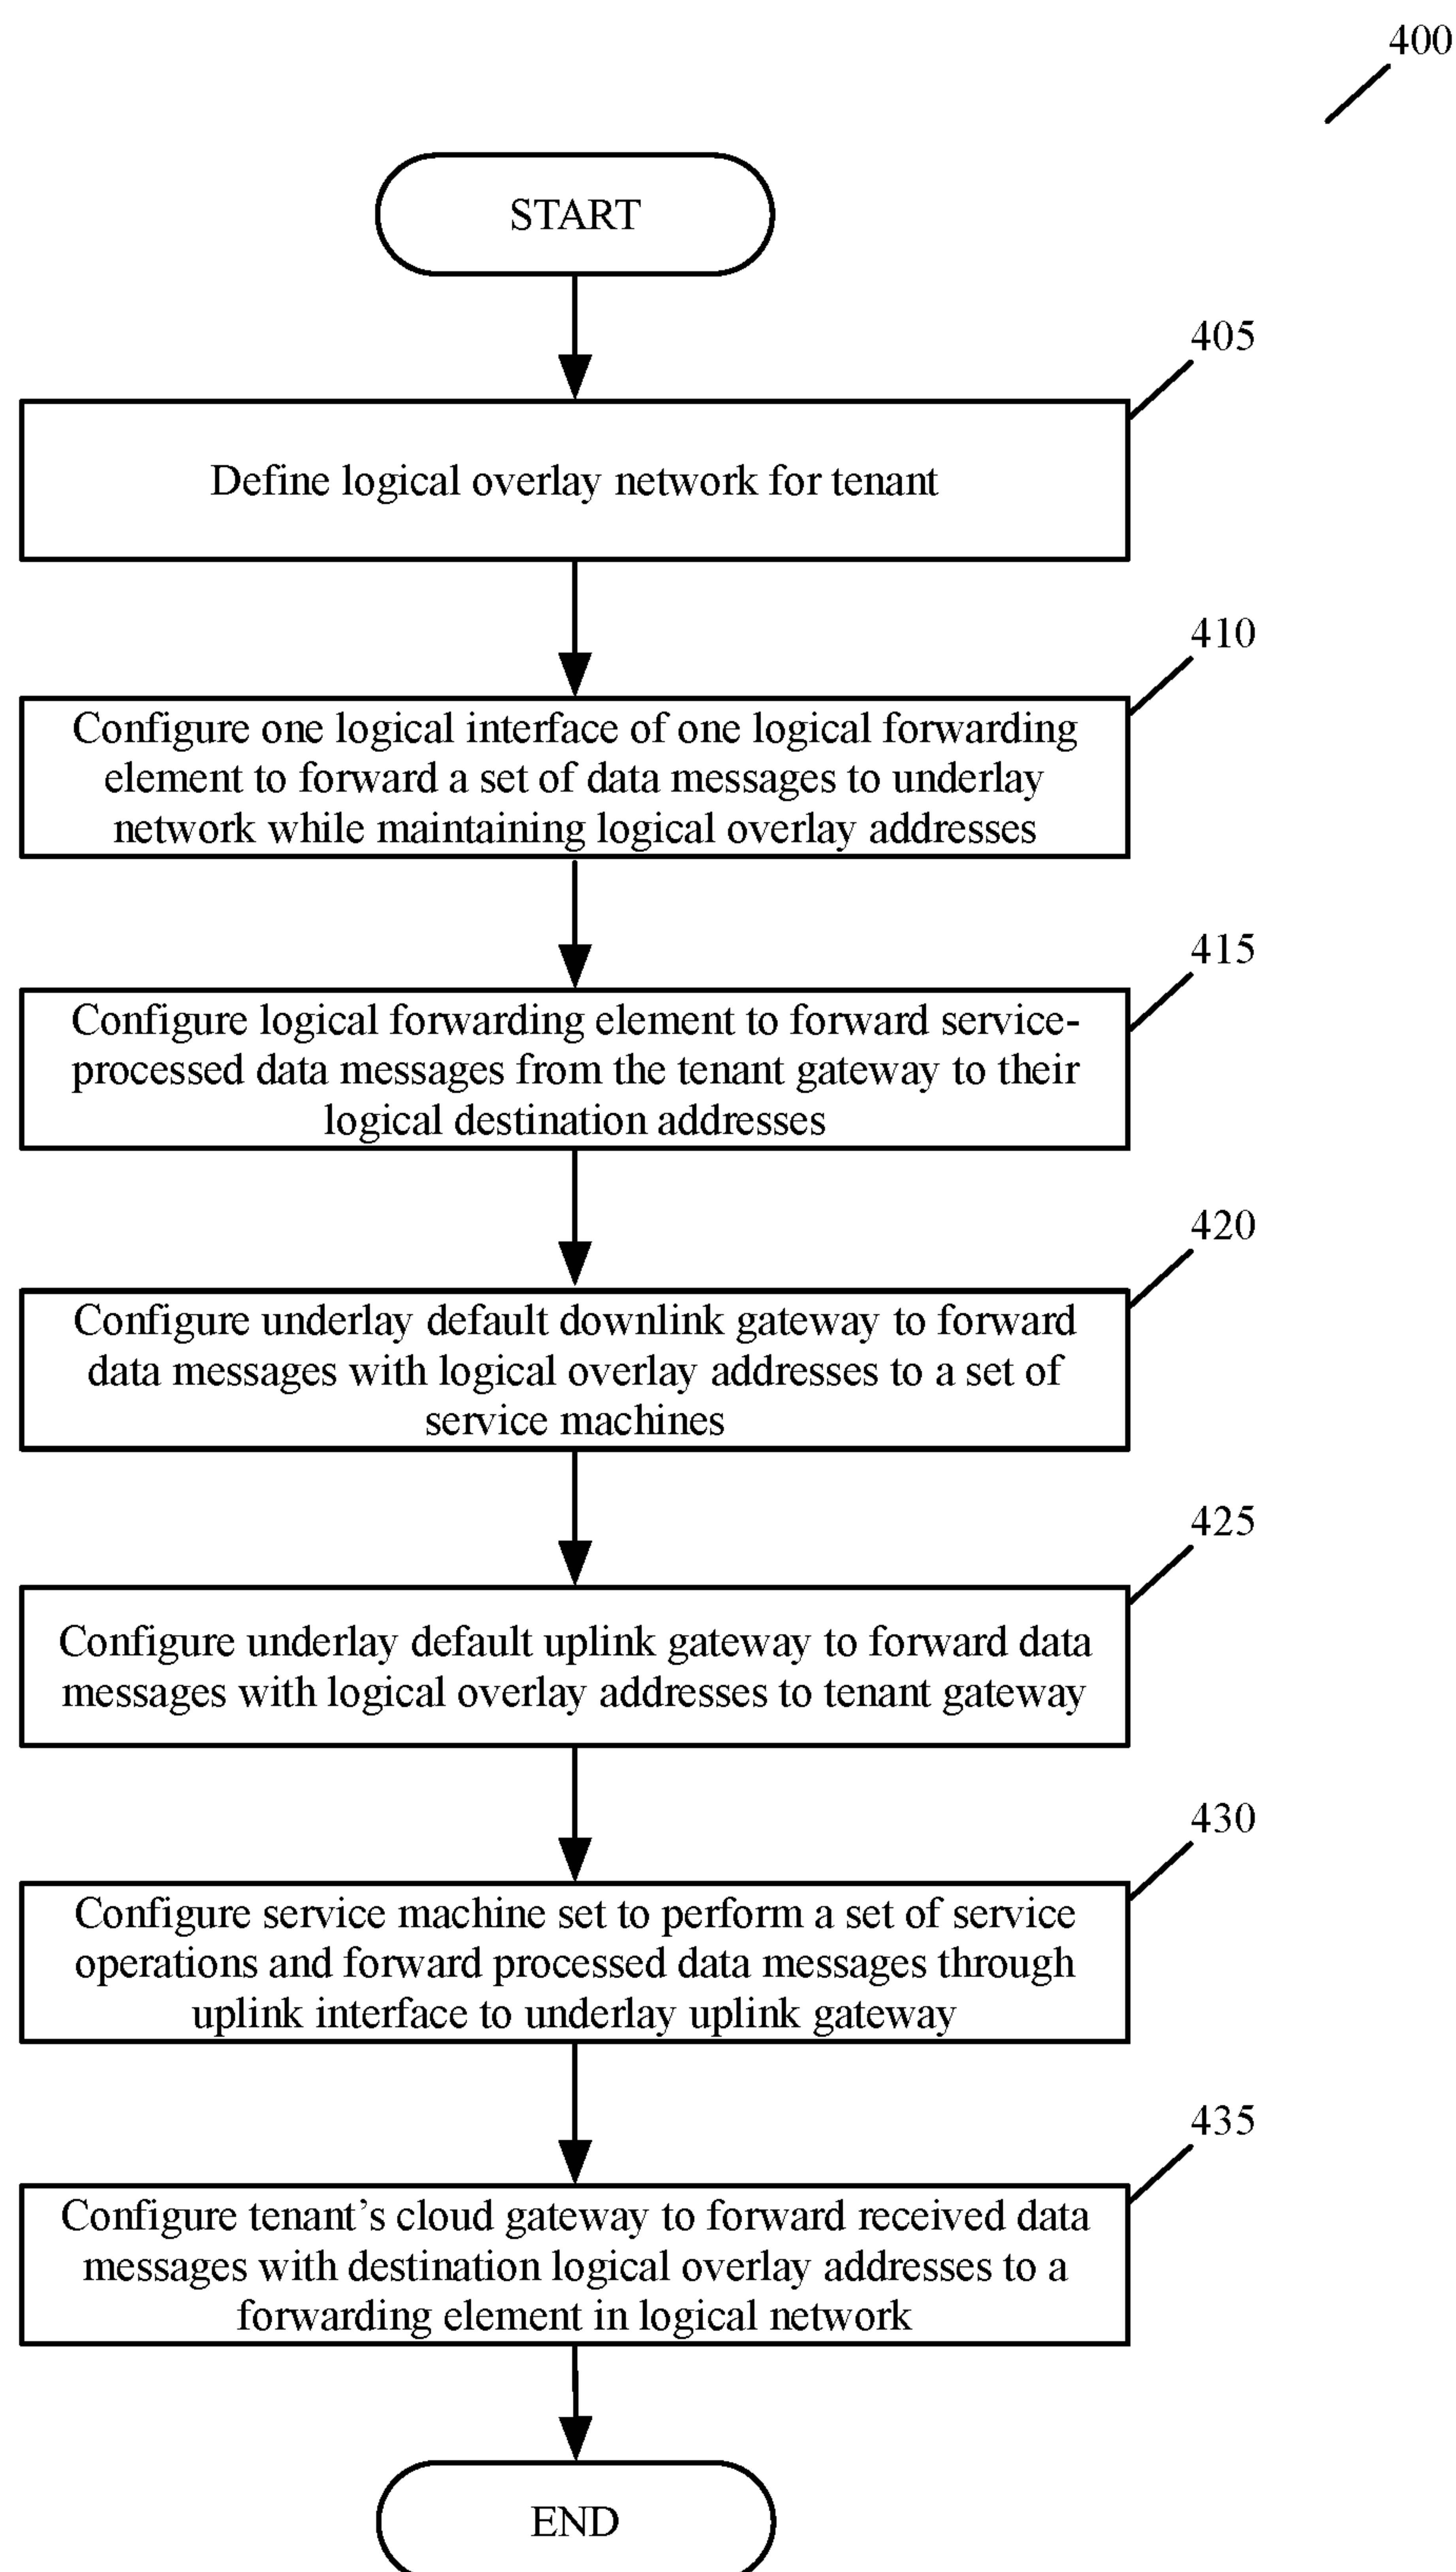 400
START
405
Define logical overlay network for tenant
410
Configure one logical interface of one logical forwarding
element to forward a set of data messages to underlay
network while maintaining logical overlay addresses
415
Configure logical forwarding element to forward service-
processed data messages from the tenant gateway to their
logical destination addresses
420
Configure underlay default downlink gateway to forward
data messages with logical overlay addresses to a set of
service machines
425
Configure underlay default uplink gateway to forward data
messages with logical overlay addresses to tenant gateway
430
Configure service machine set to perform a set of service
operations and forward processed data messages through
uplink interface to underlay uplink gateway
435
Configure tenant’s cloud gateway to forward received data
messages with destination logical overlay addresses to a
forwarding element in logical network
END